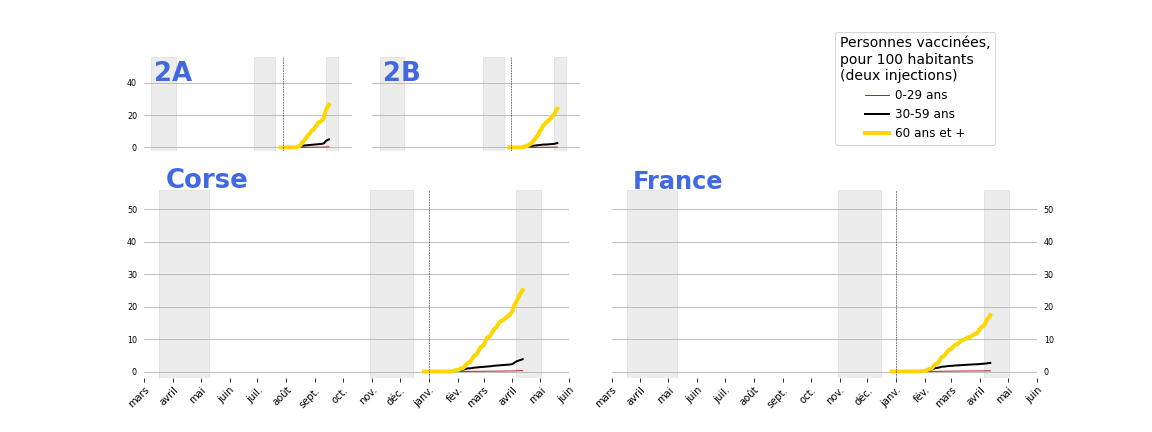 2A
2B
Personnes vaccinées,
pour 100 habitants
(deux injections)
0-29 ans
30-59 ans
60 ans et +
40
20
0
Corse
France
50
40
30
20
10
0
50
40
30
20
10
0
mars avril mai juin juil. août sept. oct. nov. déc. janv. fév. mars avril mai juin
mars avril mai juin juil. août sept. oct. nov. déc. janv. fév. mars avril mai juin